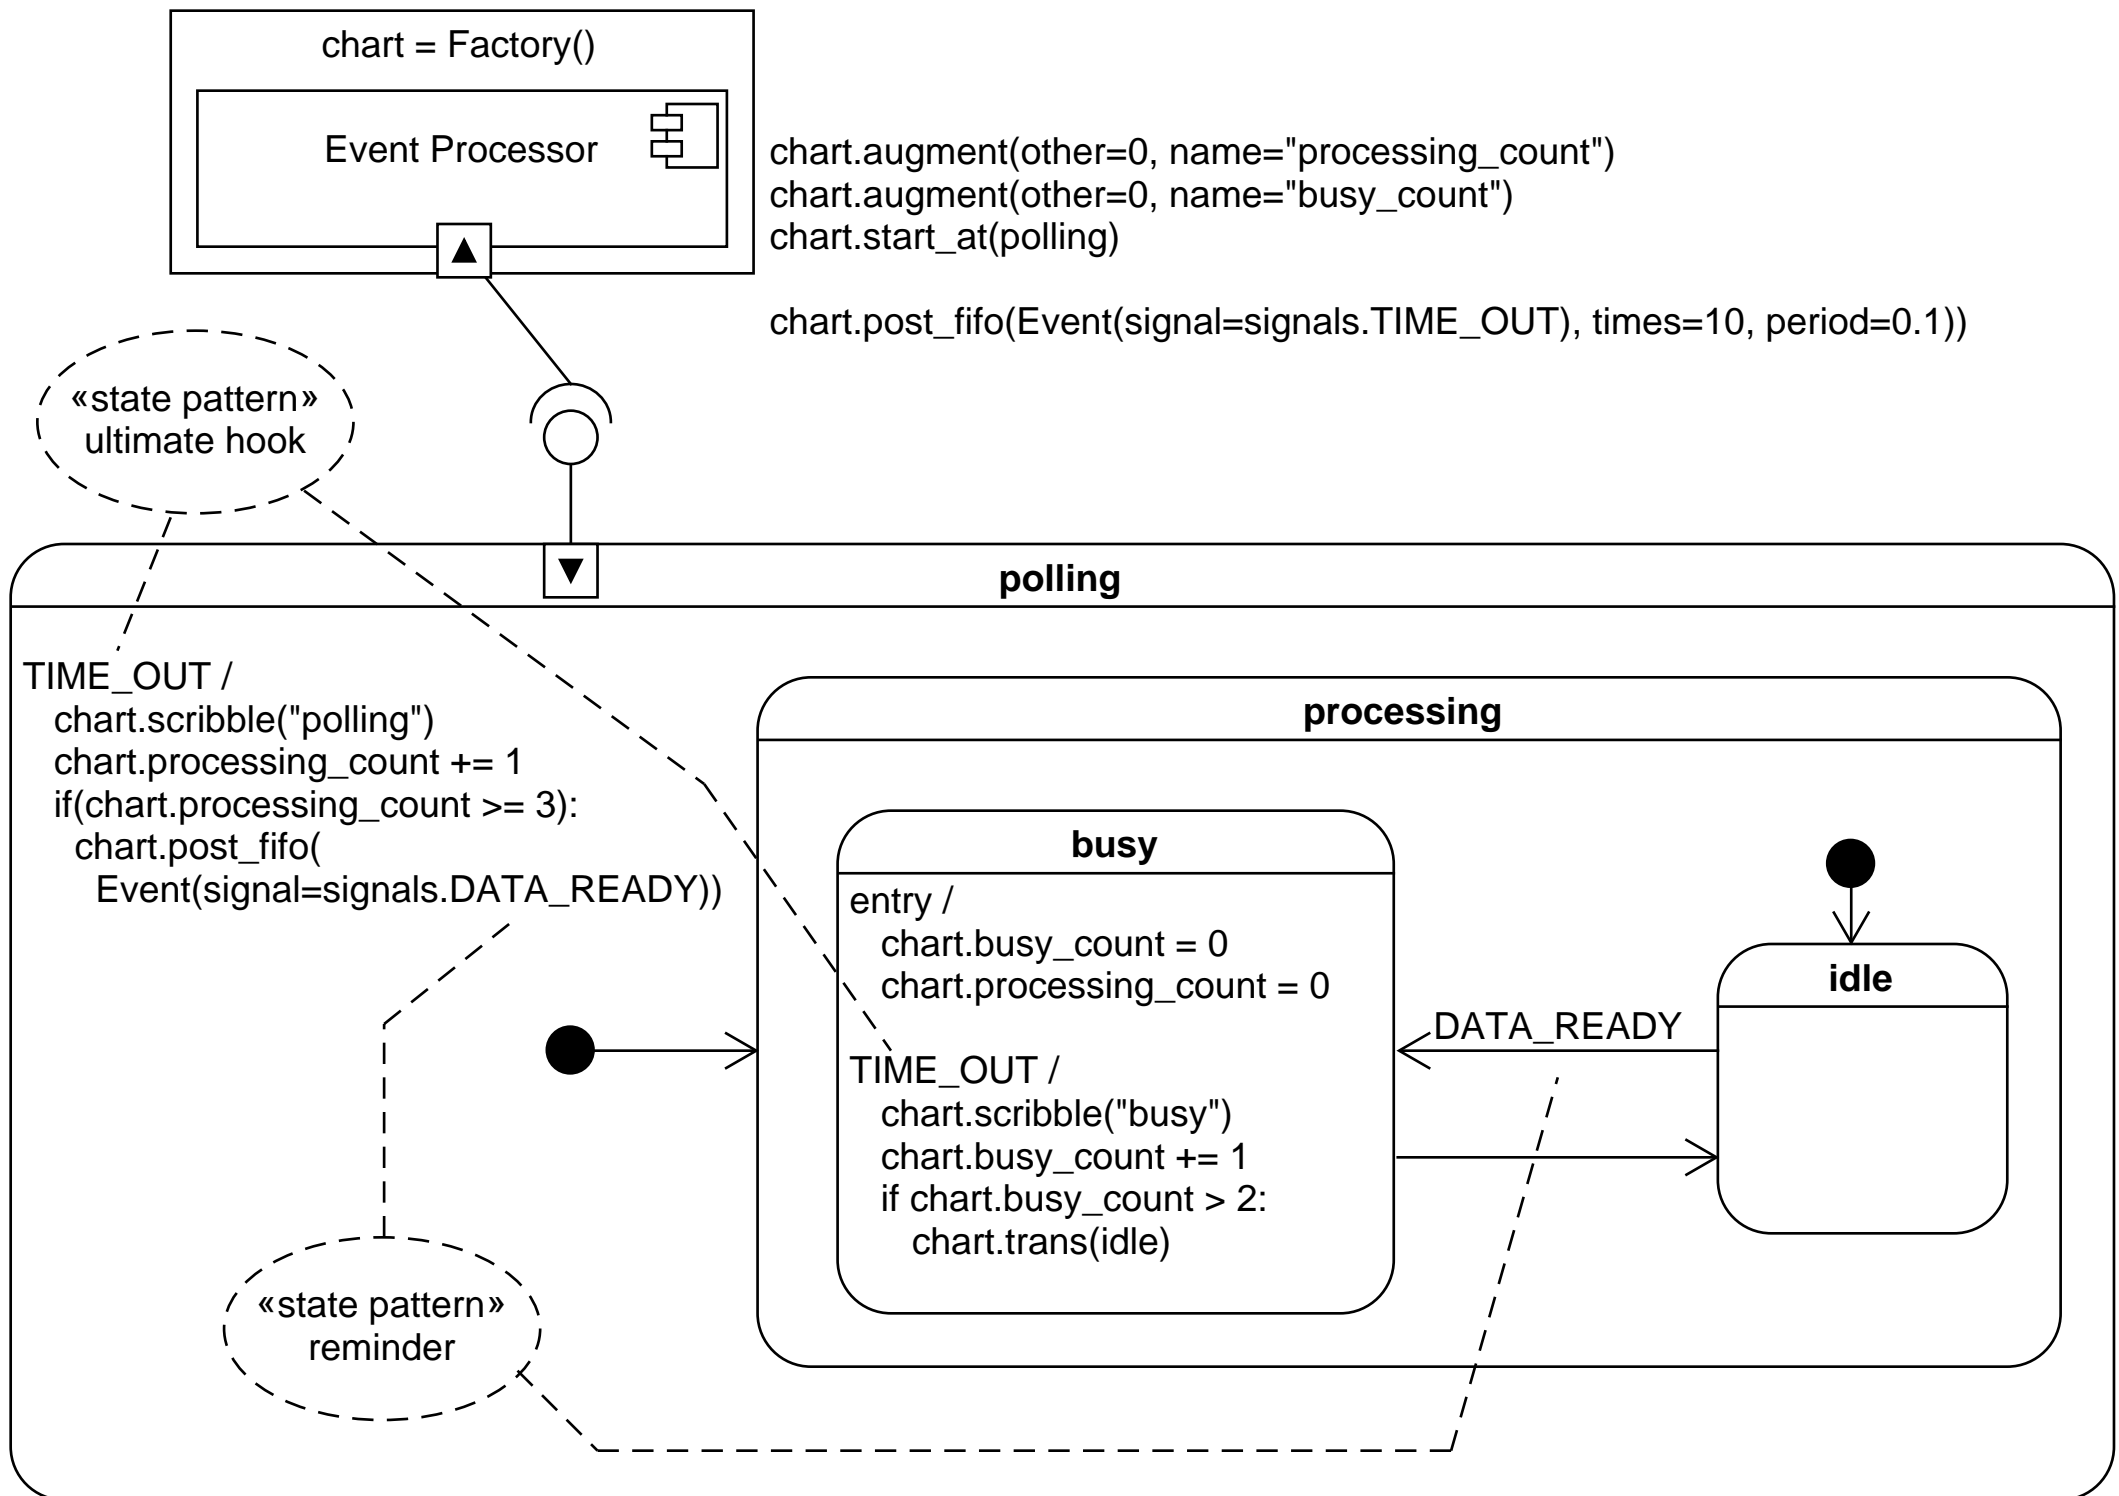 chart = Factory()
Event Processor
chart.augment(other=0, name="processing_count")
chart.augment(other=0, name="busy_count")
chart.start_at(polling)
chart.post_fifo(Event(signal=signals.TIME_OUT), times=10, period=0.1))
«state pattern»
ultimate hook
polling
TIME_OUT /
chart.scribble("polling")
chart.processing_count += 1
if(chart.processing_count >= 3):
chart.post_fifo(
Event(signal=signals.DATA_READY))
processing
busy
entry /
chart.busy_count = 0
chart.processing_count = 0
TIME_OUT /
chart.scribble("busy")
chart.busy_count += 1
if chart.busy_count > 2:
chart.trans(idle)
DATA_READY
idle
«state pattern»
reminder